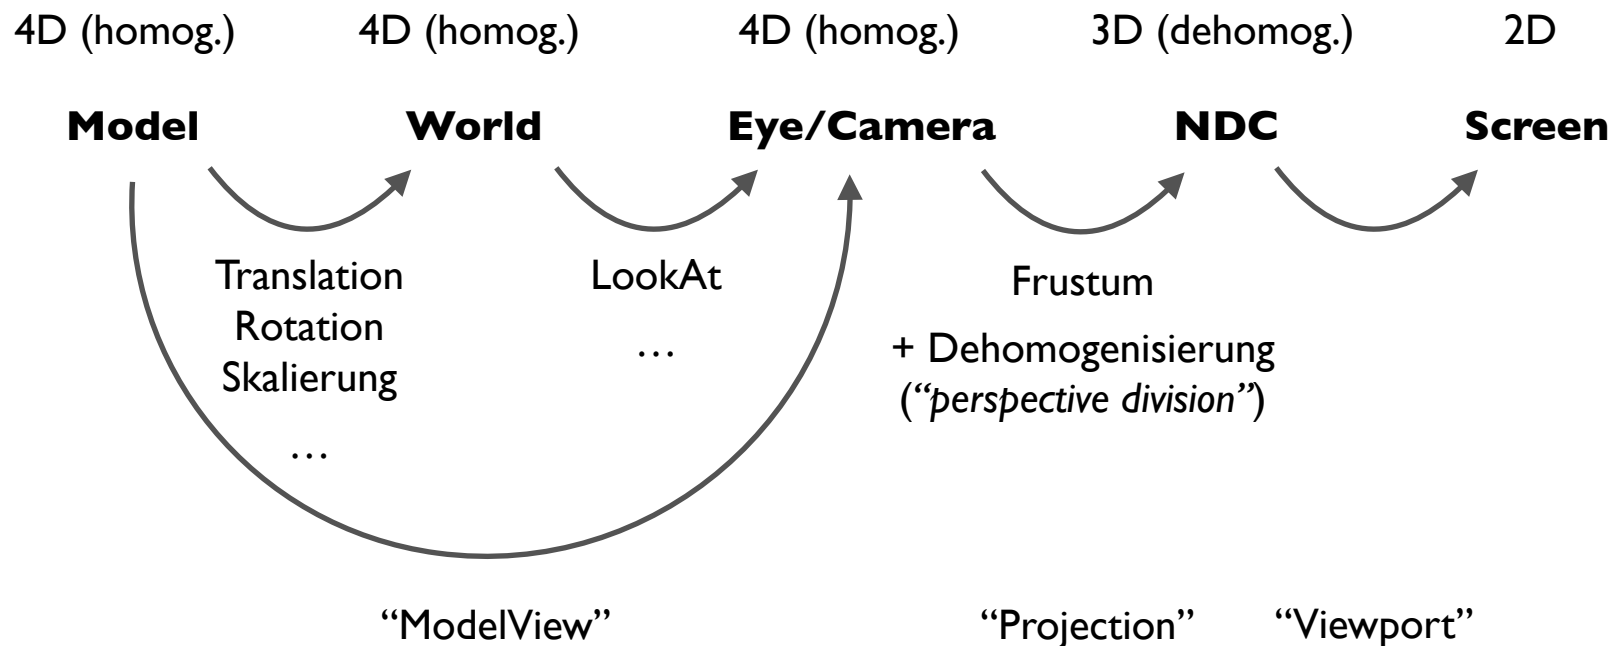 4D (homog.) 4D (homog.) 4D (homog.) 3D (dehomog.) 2D
Model World Eye/Camera NDC Screen
Translation
Rotation
Skalierung
…
LookAt
…
Frustum
+ Dehomogenisierung
(“perspective division”)
“ModelView” “Projection” “Viewport”